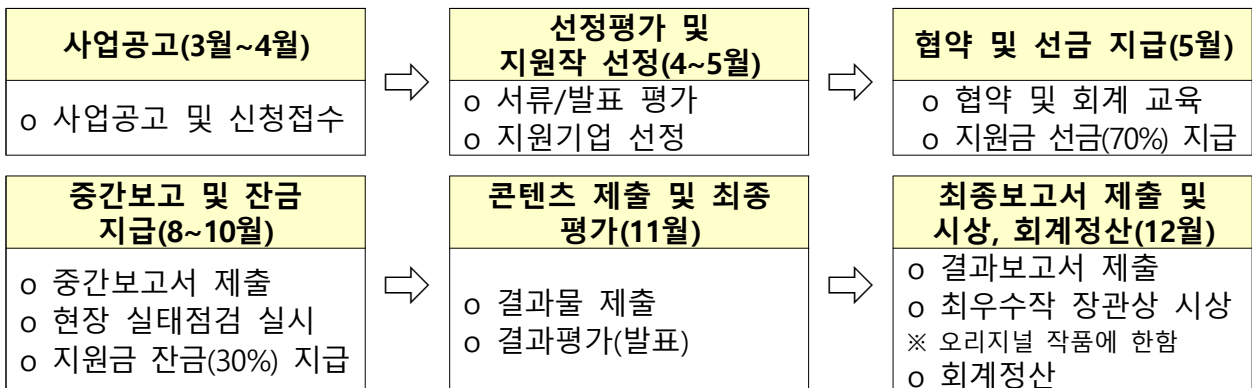 사업공고(3월~4월)
o 사업공고 및 신청접수
선정평가 및
지원작 선정(4~5월)
o 서류/발표 평가
o 지원기업 선정
협약 및 선금 지급(5월)
o 협약 및 회계 교육
o 지원금 선금(70%) 지급
중간보고 및 잔금
지급(8~10월)
o 중간보고서 제출
o 현장 실태점검 실시
o 지원금 잔금(30%) 지급
콘텐츠 제출 및 최종
평가(11월)
o 결과물 제출
o 결과평가(발표)
최종보고서 제출 및
시상, 회계정산(12월)
o 결과보고서 제출
o 최우수작 장관상 시상
※ 오리지널 작품에 한함
o 회계정산